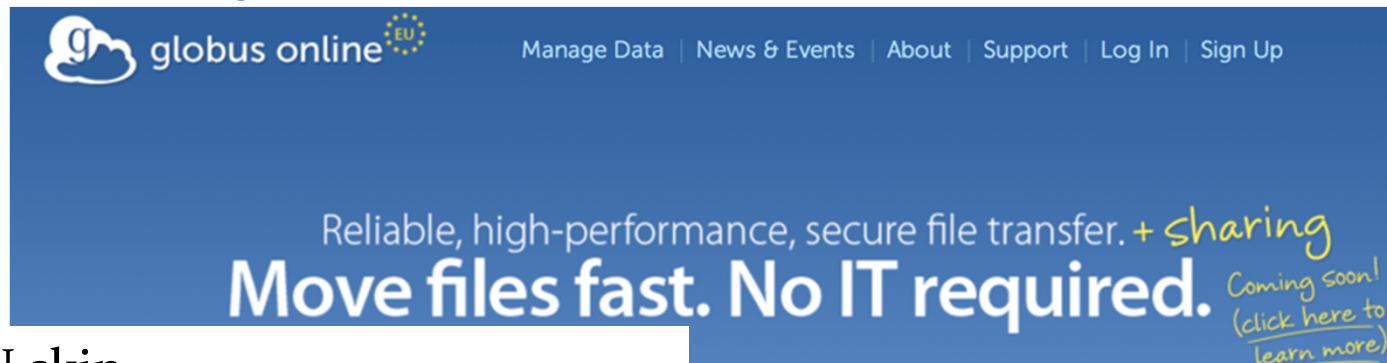 globus online EU
Manage Data | News & Events | About | Support | Log In | Sign Up
Reliable, high-performance, secure file transfer. + sharing
Move files fast. No IT required.
Coming soon!
(click here to
learn more)
skin